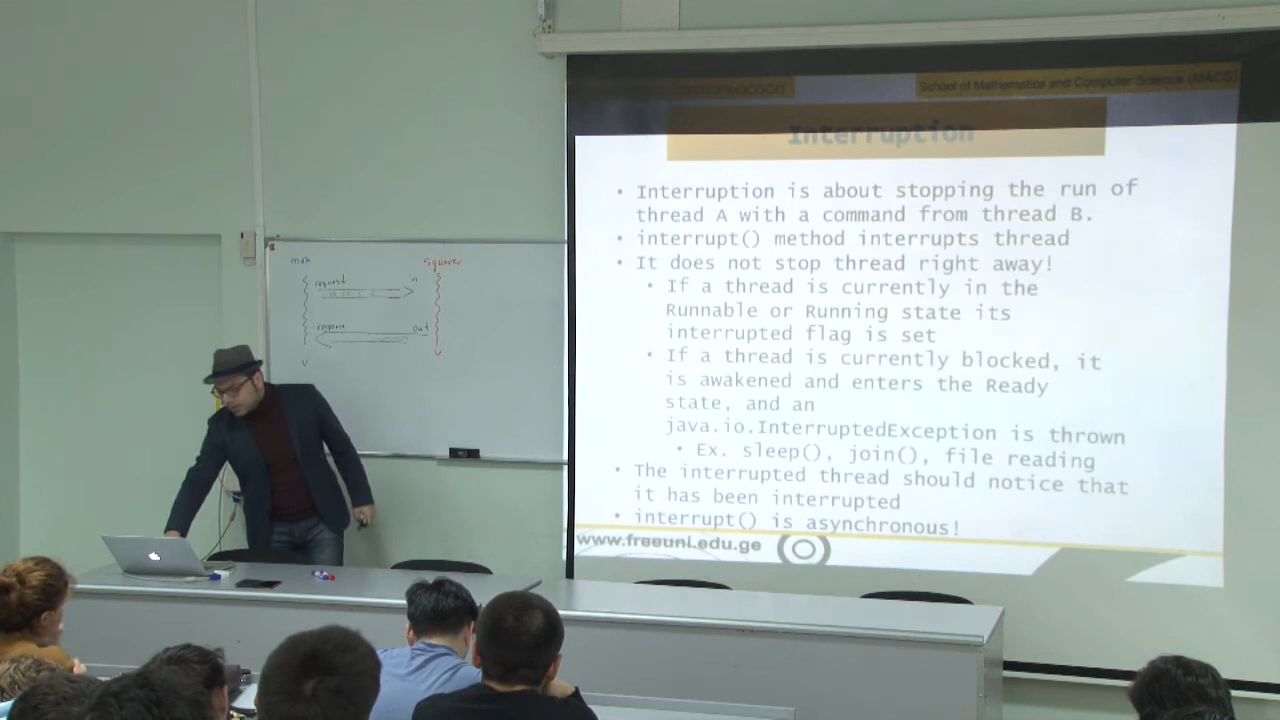 School of Mathematics and Computer Science (MACS)
Interruption
• Interruption is about stopping the run of
thread A with a command from thread B.
• interrupt() method interrupts thread
• It does not stop thread right away!
• If a thread is currently in the
Runnable or Running state its
interrupted flag is set
• If a thread is currently blocked, it
is awakened and enters the Ready
state, and an
java.io.InterruptedException is thrown
• Ex. sleep(), join(), file reading
• The interrupted thread should notice that
it has been interrupted
• interrupt() is asynchronous!
www.freeuni.edu.ge
request
in
out